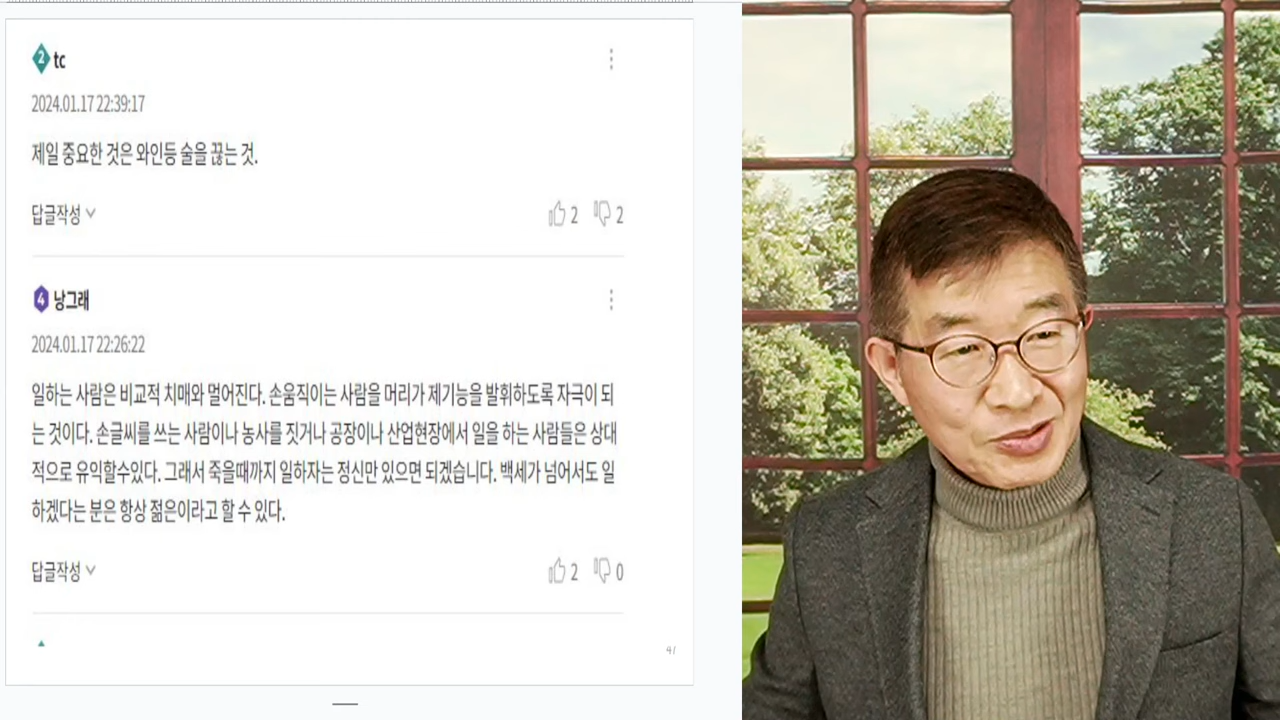 2 tc
2024.01.17 22:39:17
제일 중요한 것은 와인등 술을 끊는 것.
답글작성
2 2
4 낭그래
2024.01.17 22:26:22
일하는 사람은 비교적 치매와 멀어진다. 손움직이는 사람을 머리가 제기능을 발휘하도록 자극이 되
는 것이다. 손글씨를 쓰는 사람이나 농사를 짓거나 공장이나 산업현장에서 일을 하는 사람들은 상대
적으로 유익할수있다. 그래서 죽을때까지 일하자는 정신만 있으면 되겠습니다. 백세가 넘어서도 일
하겠다는 분은 항상 젊은이라고 할 수 있다.
답글작성
2 0